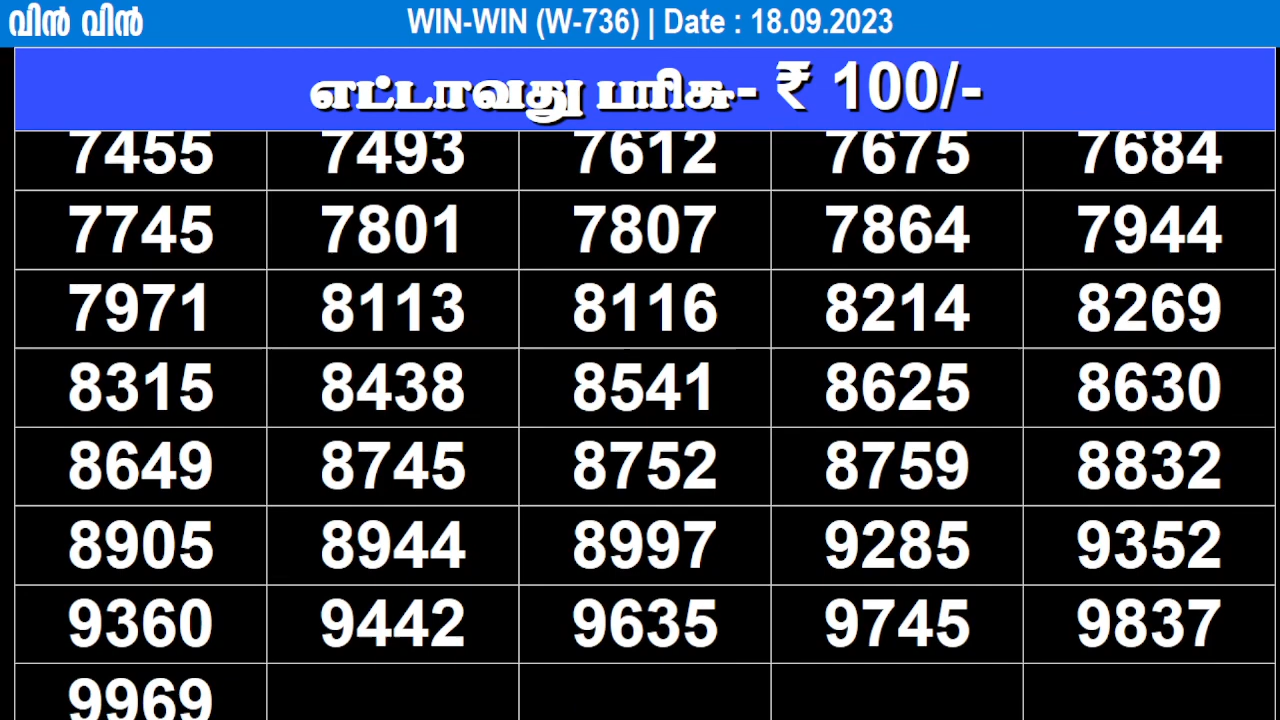 വിൻ വിൻ WIN-WIN (W-736) | Date : 18.09.2023
எட்டாவது பரிசு- ₹ 100/-
7455 7493 7612 7675 7684
7745 7801 7807 7864 7944
7971 8113 8116 8214 8269
8315 8438 8541 8625 8630
8649 8745 8752 8759 8832
8905 8944 8997 9285 9352
9360 9442 9635 9745 9837
9969